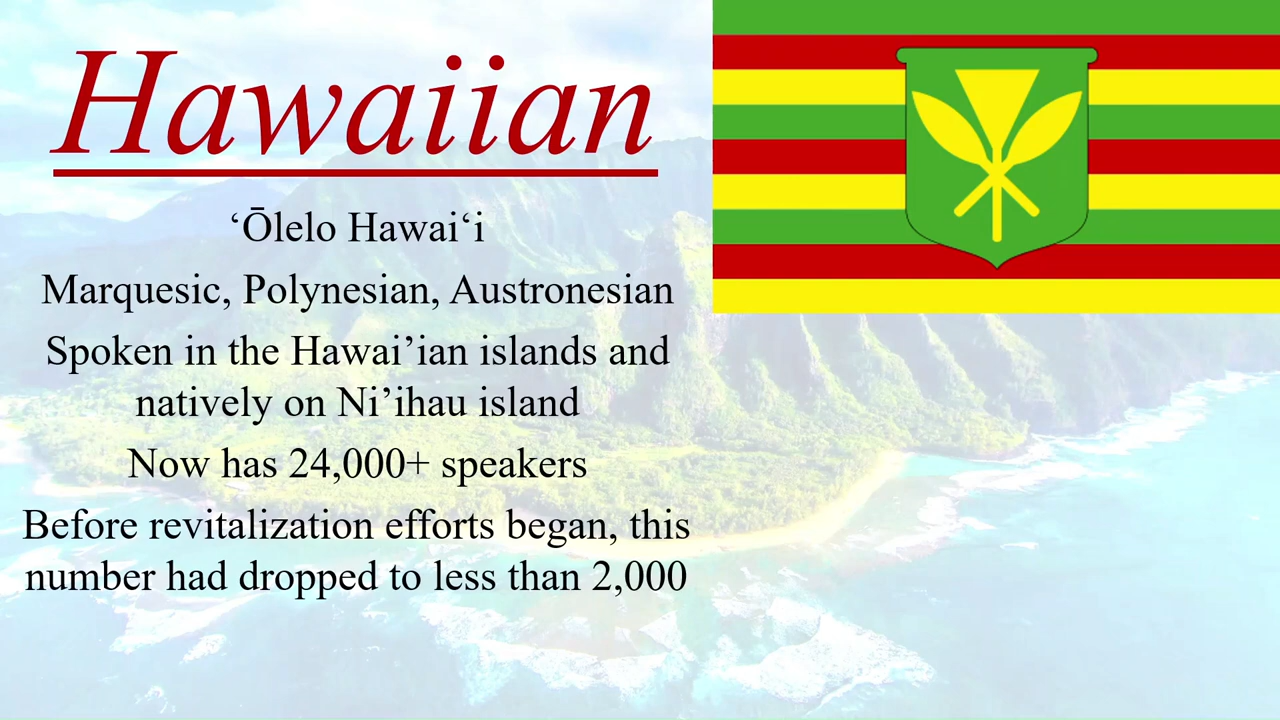 Hawaiian
ʻŌlelo Hawaiʻi
Marquesic, Polynesian, Austronesian
Spoken in the Hawai’ian islands and
natively on Ni’ihau island
Now has 24,000+ speakers
Before revitalization efforts began, this
number had dropped to less than 2,000